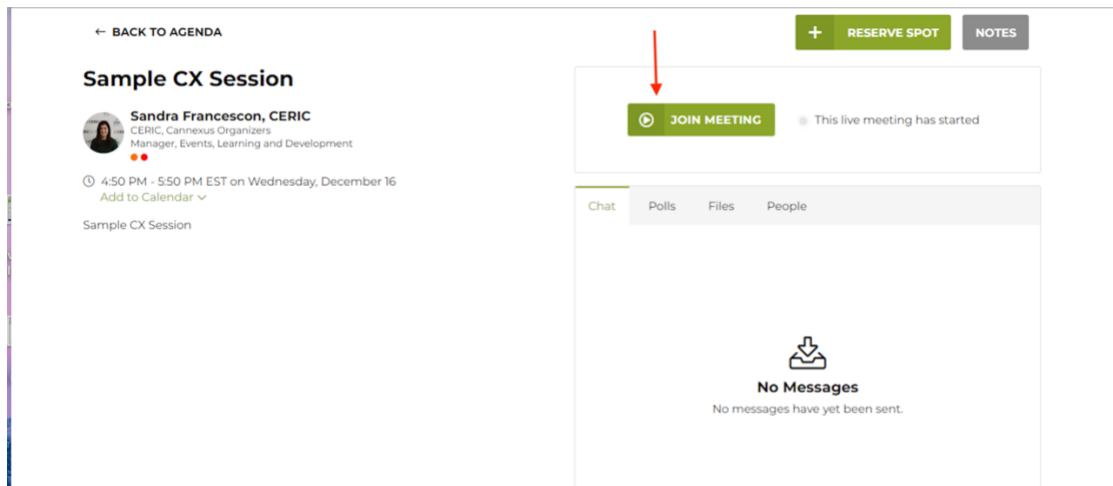 ← BACK TO AGENDA
+ RESERVE SPOT
NOTES
Sample CX Session
Sandra Francescon, CERIC
CERIC, Cannexus Organizers
Manager, Events, Learning and Development
4:50 PM - 5:50 PM EST on Wednesday, December 16
Add to Calendar
Sample CX Session
JOIN MEETING
This live meeting has started
Chat Polls Files People
No Messages
No messages have yet been sent.